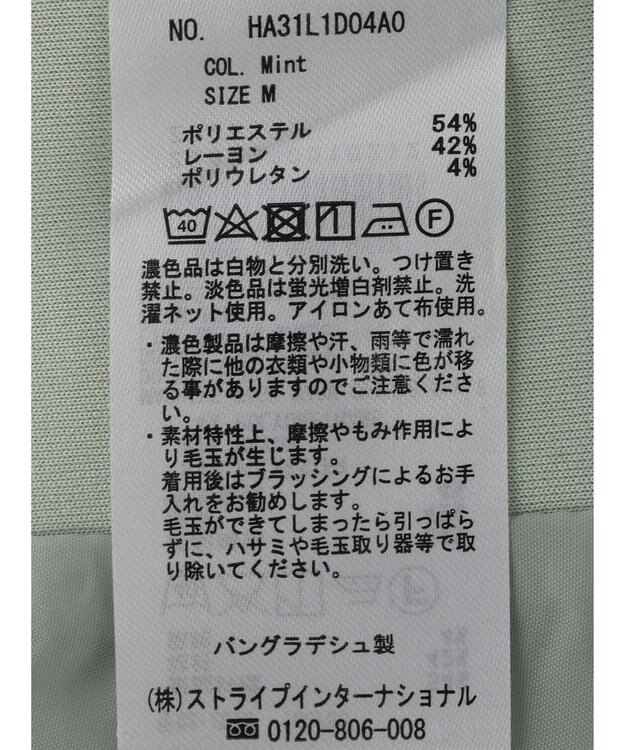 NO. HA31L1D04A0
COL. Mint
SIZE M
ポリエステル 54%
レーヨン 42%
ポリウレタン 4%
40 F
濃色品は白物と分別洗い。つけ置き
禁止。淡色品は蛍光増白剤禁止。洗
濯ネット使用。アイロンあて布使用。
・濃色製品は摩擦や汗、雨等で濡れ
た際に他の衣類や小物類に色が移
る事がありますのでご注意くださ
い。
・素材特性上、摩擦やもみ作用によ
り毛玉が生じます。
着用後はブラッシングによるお手
入れをお勧めします。
毛玉ができてしまったら引っぱら
ずに、ハサミや毛玉取り器等で取
り除いてください。
バングラデシュ製
(株)ストライプインターナショナル
0120-806-008